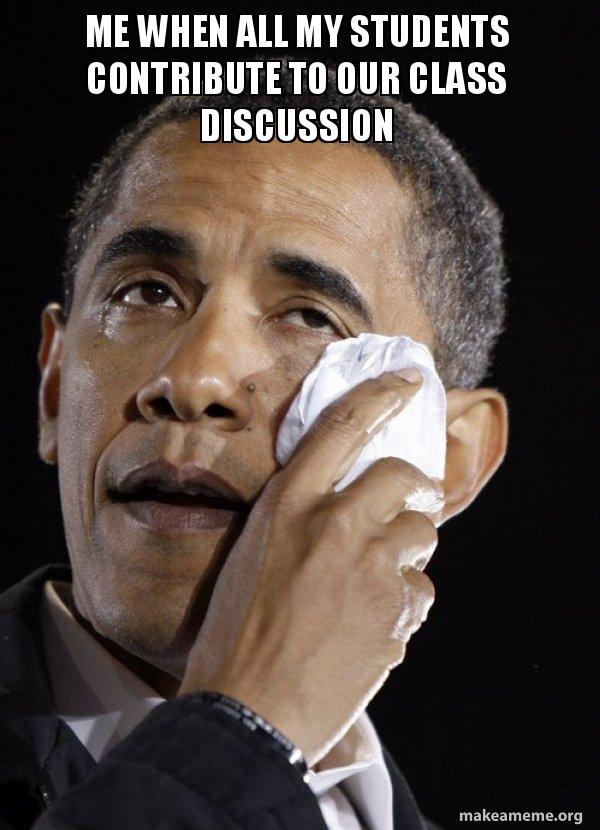 ME WHEN ALL MY STUDENTS
CONTRIBUTE TO OUR CLASS
DISCUSSION
makeameme.org